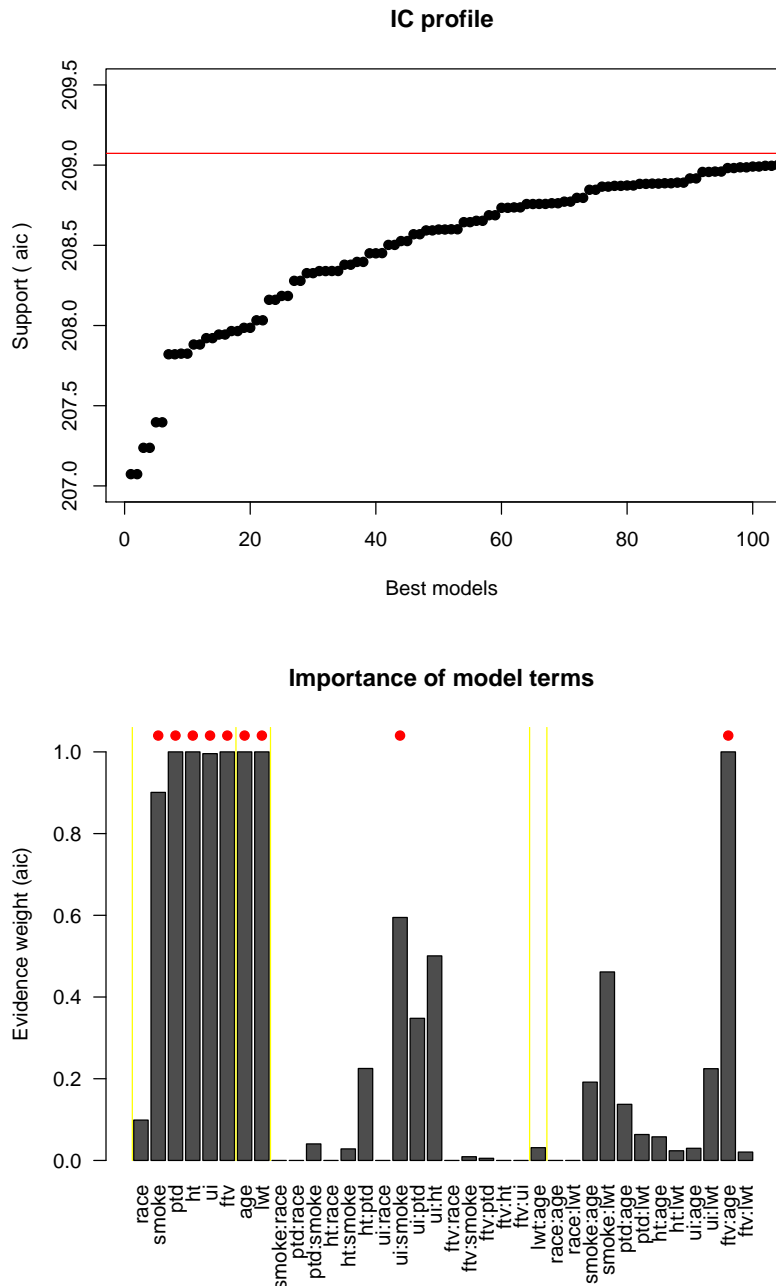 IC profile
209.5
209.0
208.5
208.0
207.5
207.0
Support ( aic )
0 20 40 60 80 100
Best models
Importance of model terms
1.0
0.8
0.6
0.4
0.2
0.0
Evidence weight (aic)
race
smoke
ptd
ht
ui
ftv
age
lwt
smoke:race
ptd:race
ptd:smoke
ht:race
ht:smoke
ht:ptd
ui:race
ui:smoke
ui:ptd
ui:ht
ftv:race
ftv:smoke
ftv:ptd
ftv:ht
ftv:ui
lwt:age
race:age
race:lwt
smoke:age
smoke:lwt
ptd:age
ptd:lwt
ht:age
ht:lwt
ui:age
ui:lwt
ftv:age
ftv:lwt